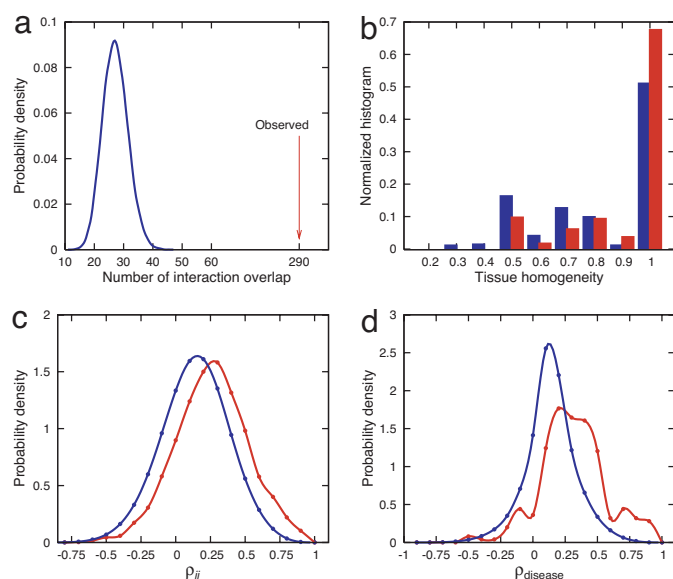 a
0.1
0.08
0.06
0.04
0.02
0
10 20 30 40 50 60 290
Probability density
Number of interaction overlap
Observed
b
0.7
0.6
0.5
0.4
0.3
0.2
0.1
0
0.2 0.3 0.4 0.5 0.6 0.7 0.8 0.9 1
Normalized histogram
Tissue homogeneity
c
2
1.5
1
0.5
0
-0.75 -0.5 -0.25 0 0.25 0.5 0.75 1
Probability density
ρij
d
3
2.5
2
1.5
1
0.5
0
-1 -0.75 -0.5 -0.25 0 0.25 0.5 0.75 1
Probability density
ρdisease